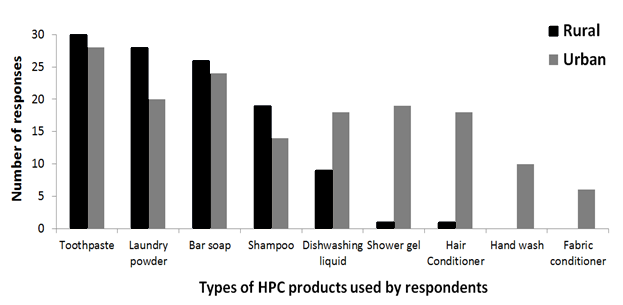 Rural
Urban
Number of responses
30
25
20
15
10
5
0
Toothpaste
Laundry
powder
Bar soap
Shampoo
Dishwashing
liquid
Shower gel
Hair
Conditioner
Hand wash
Fabric
conditioner
Types of HPC products used by respondents